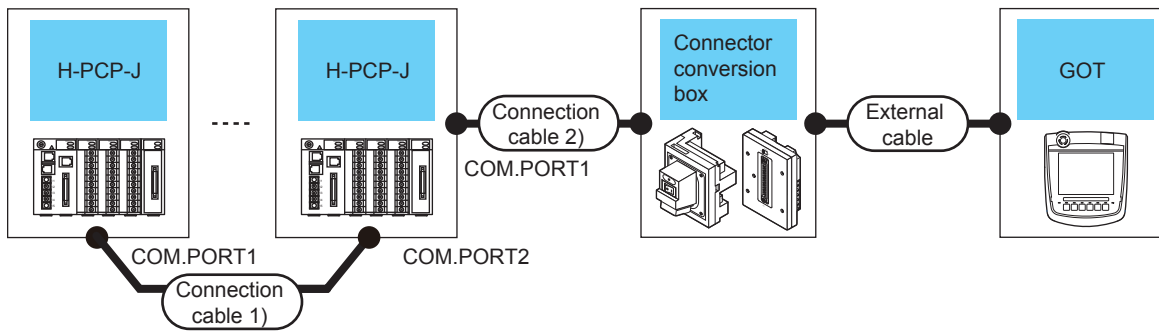 H-PCP-J
H-PCP-J
Connector
conversion
box
GOT
Connection
cable 2)
External
cable
COM.PORT1
COM.PORT1
COM.PORT2
Connection
cable 1)